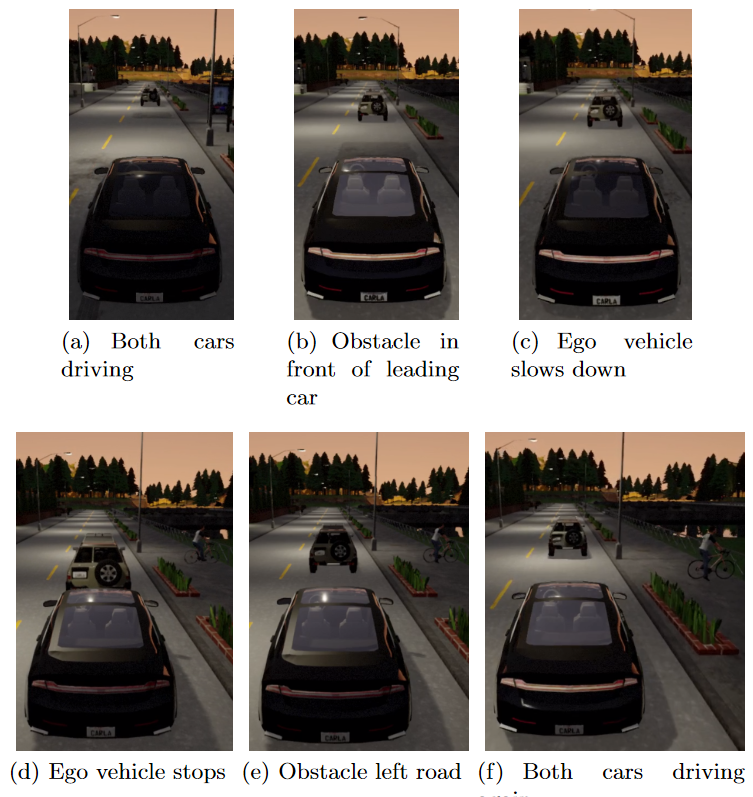 CARLA
CARLA
CARLA
(a) Both cars
driving
(b) Obstacle in
front of leading
car
(c) Ego vehicle
slows down
CARLA
CARLA
CARLA
(d) Ego vehicle stops
(e) Obstacle left road
(f) Both cars driving